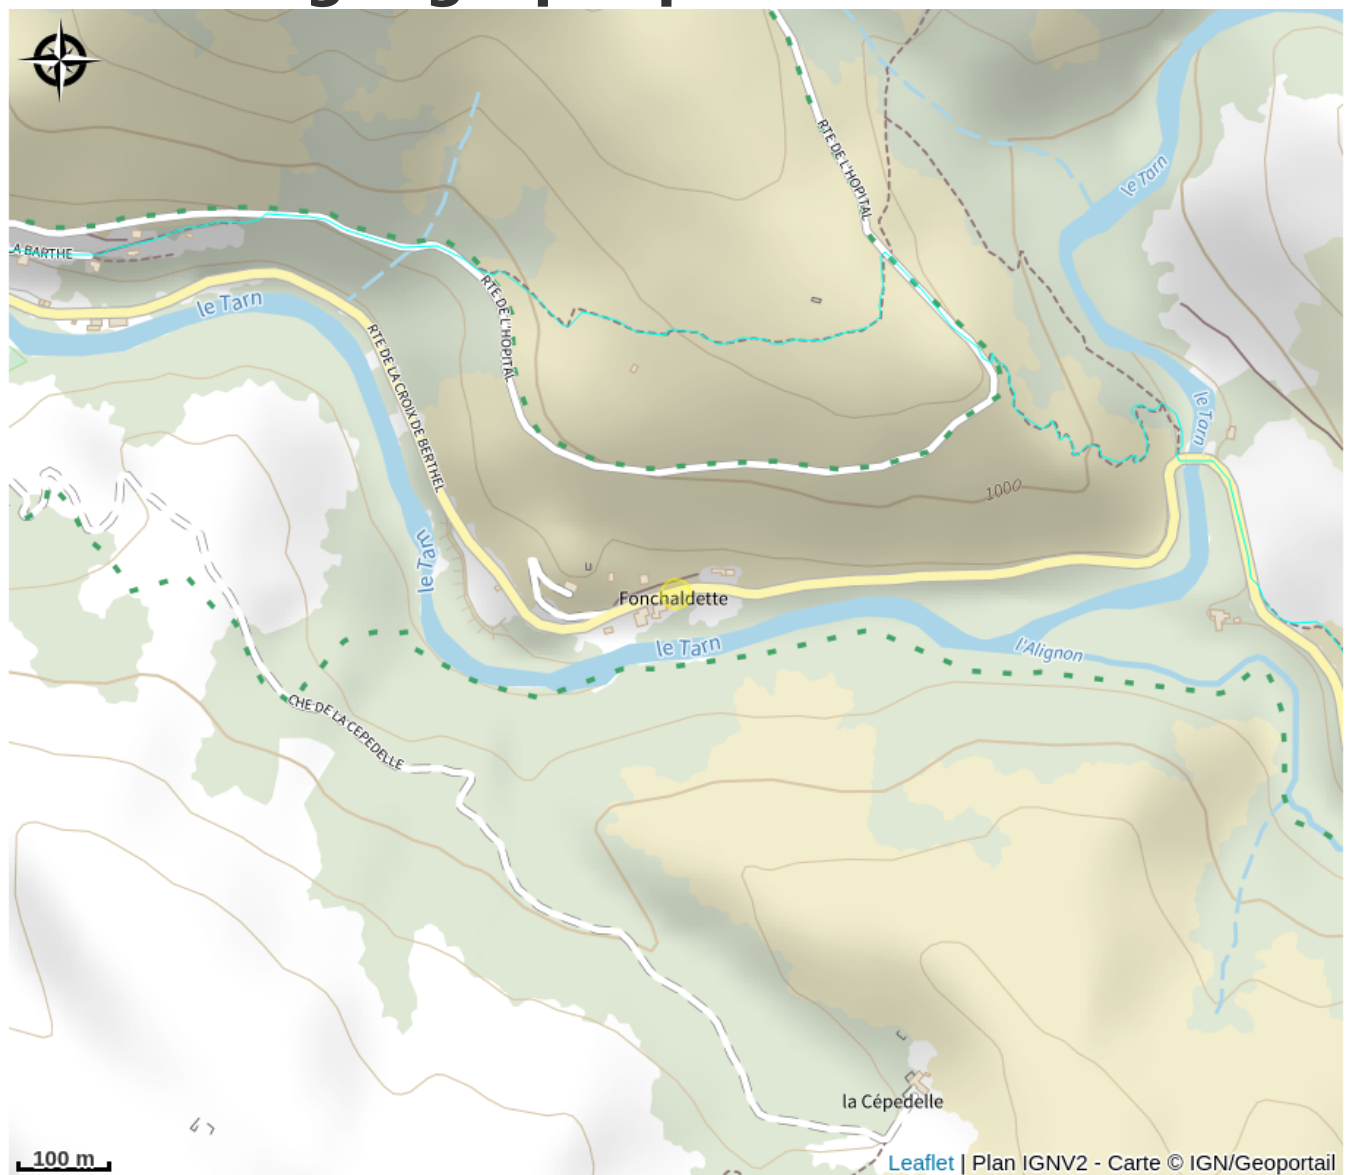 RTE DE L'HOPITAL
le Tarn
LA BARTHE
le Tarn
RTE DE L'HOPITAL
RTE DE LA CROIX DE BERTHEL
le Tarn
1000
le Tarn
Fonchaldette
le Tarn
l'Alignon
CHE DE LA CEPEDELLE
la Cépedelle
100 m
Leaflet | Plan IGNV2 - Carte © IGN/Geoportail